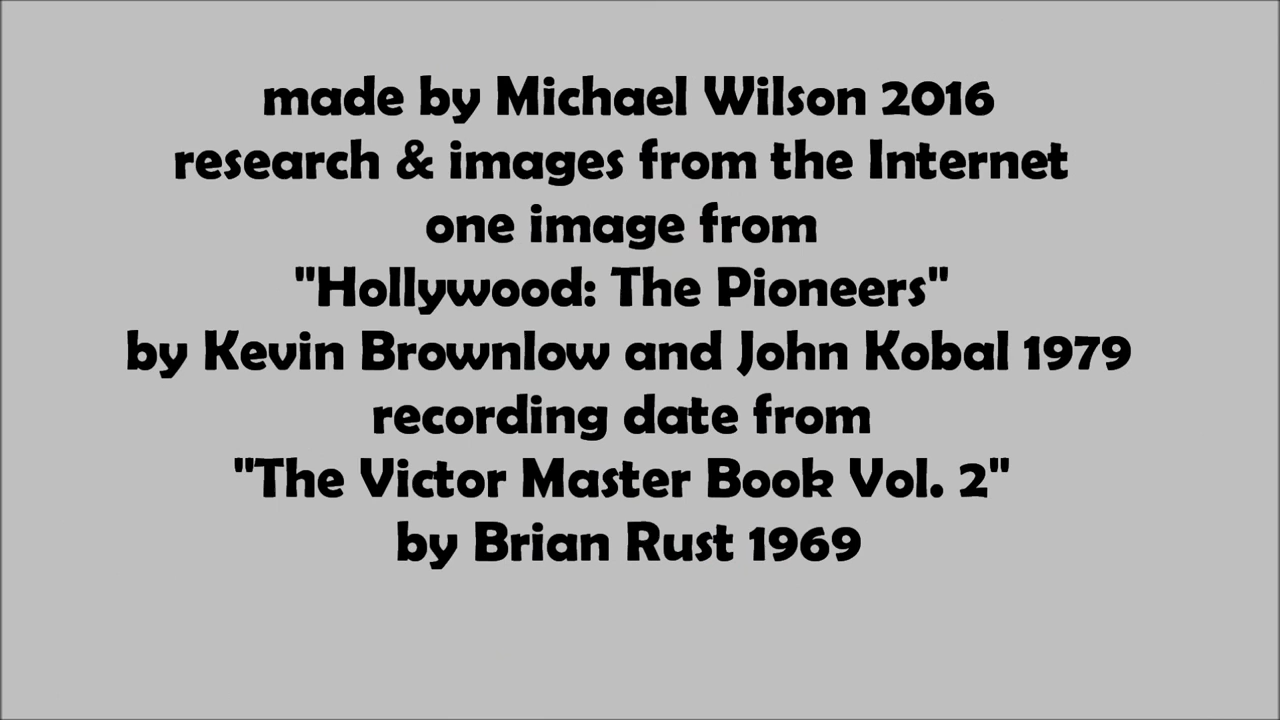 made by Michael Wilson 2016
research & images from the Internet
one image from
"Hollywood: The Pioneers"
by Kevin Brownlow and John Kobal 1979
recording date from
"The Victor Master Book Vol. 2"
by Brian Rust 1969